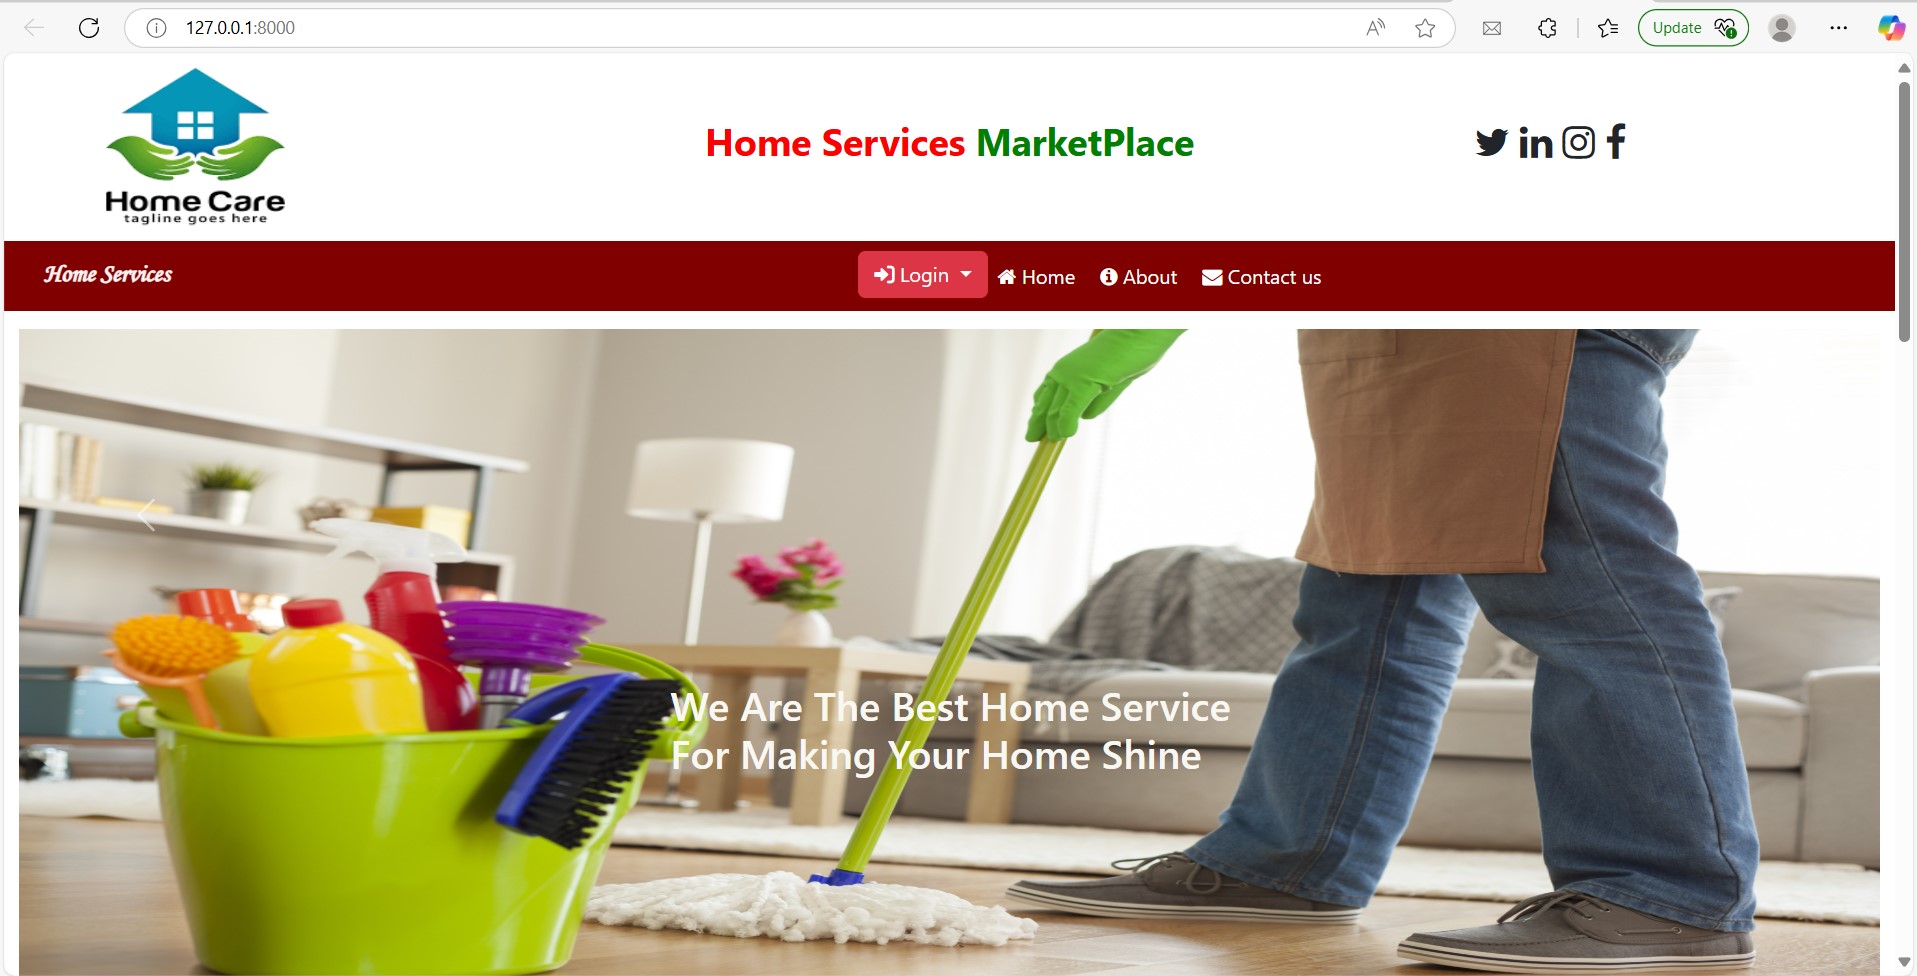 127.0.0.1:8000
Update
Home Care
tagline goes here
Home Services MarketPlace
Home Services
Login
Home
About
Contact us
We Are The Best Home Service
For Making Your Home Shine